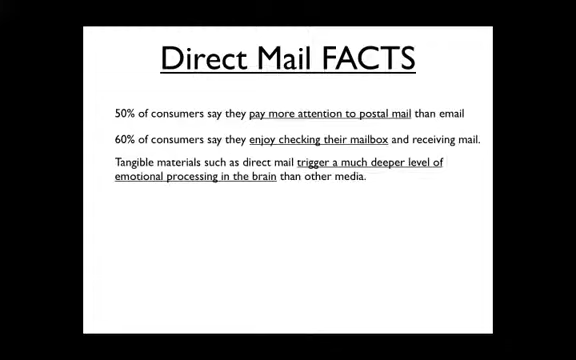 Direct Mail FACTS
50% of consumers say they pay more attention to postal mail than email
60% of consumers say they enjoy checking their mailbox and receiving mail.
Tangible materials such as direct mail trigger a much deeper level of
emotional processing in the brain than other media.